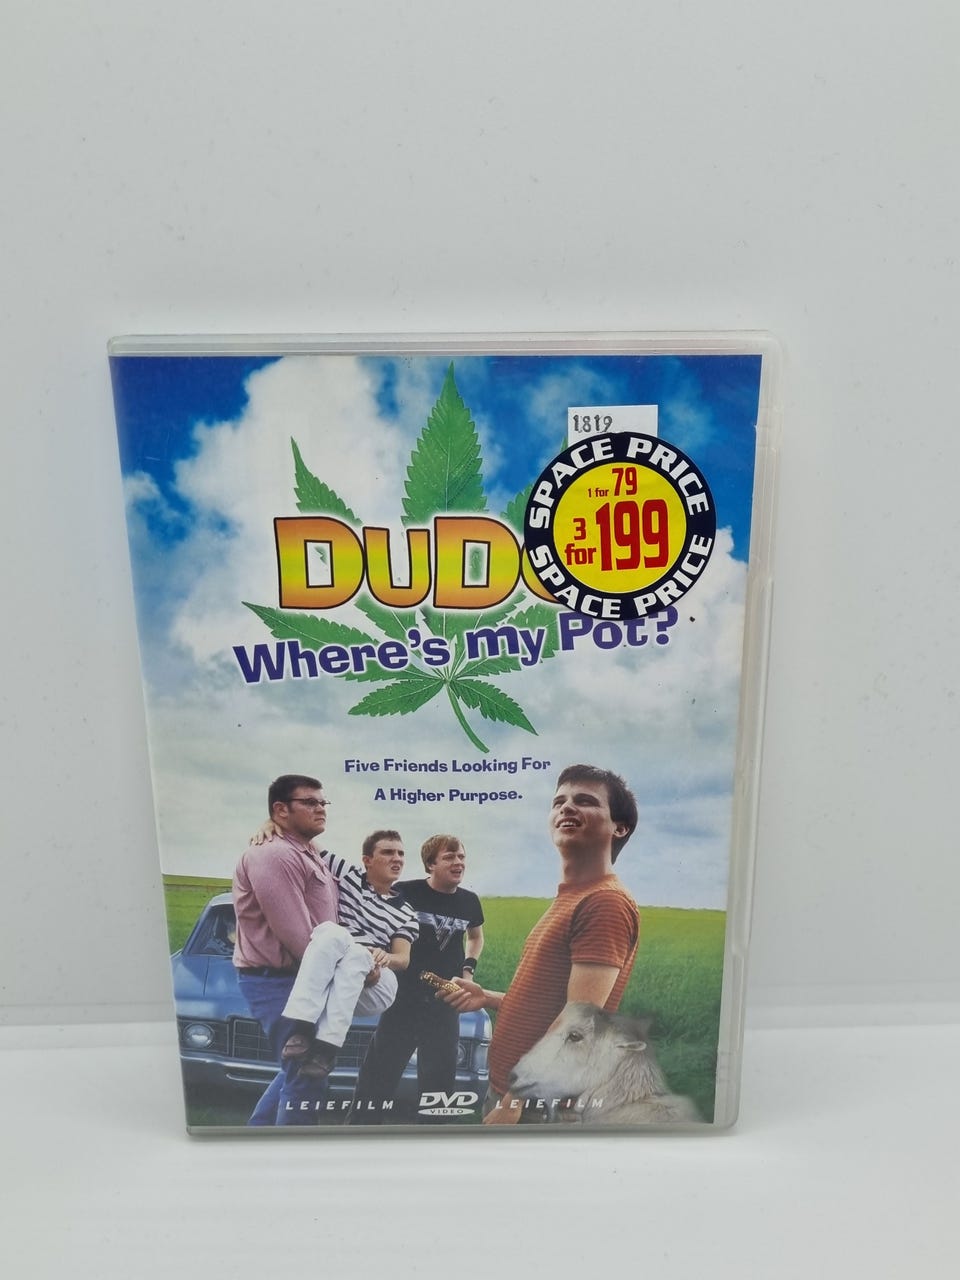 1819
SPACE PRICE
1 for 79
3 for 199
SPACE PRICE
DUD
Where's my Pot?
Five Friends Looking For
A Higher Purpose.
LEIEFILM DVD VIDEO LEIEFILM